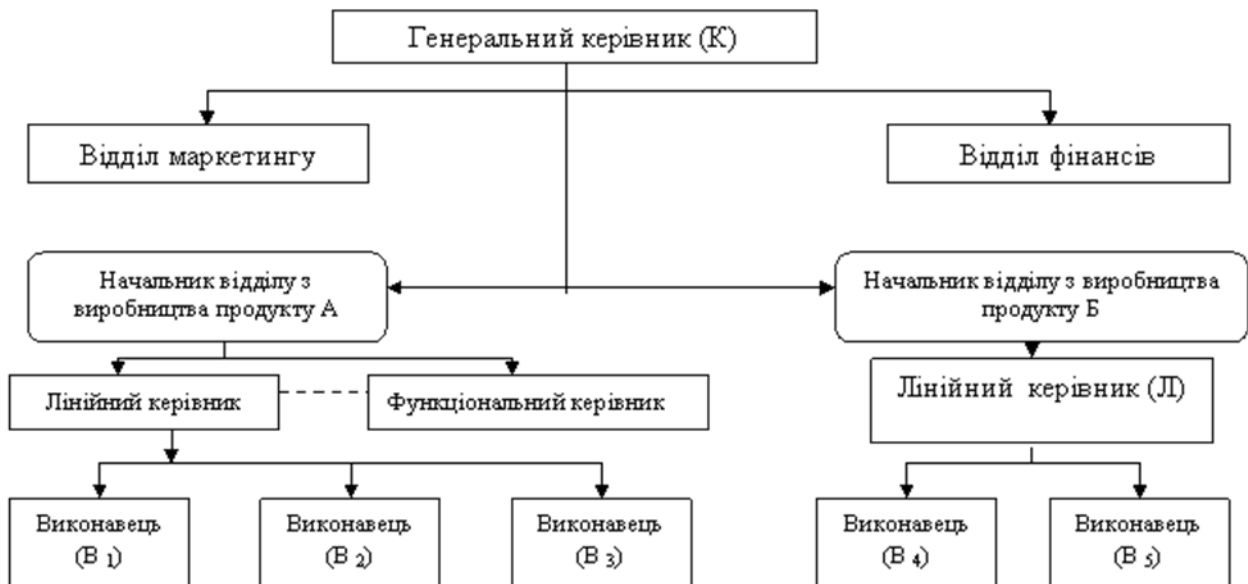 Генеральний керівник (К)
Відділ маркетингу
Відділ фінансів
Начальник відділу з
виробництва продукту А
Начальник відділу з виробництва
продукту Б
Лінійний керівник
Функціональний керівник
Лінійний керівник (Л)
Виконавець
(В 1)
Виконавець
(В 2)
Виконавець
(В 3)
Виконавець
(В 4)
Виконавець
(В 5)